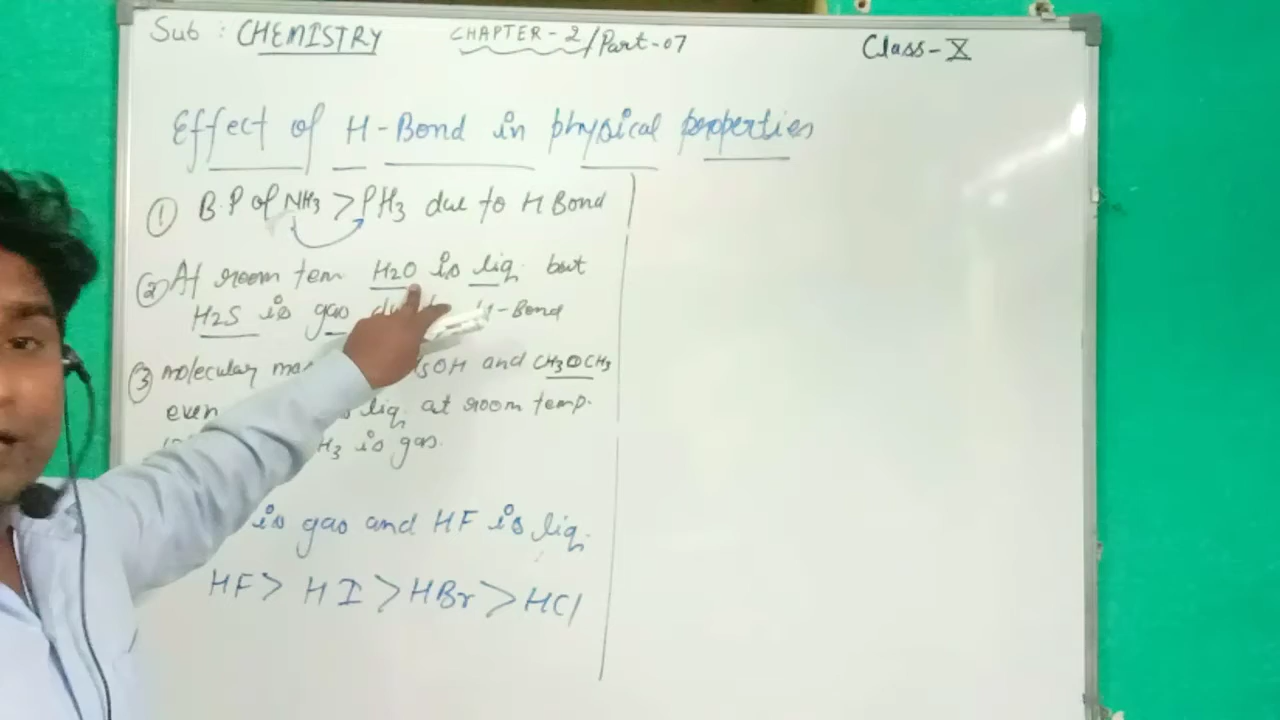 Sub : CHEMISTRY
CHAPTER-2/Part-07
Class-X
Effect of H-Bond in physical properties
① B.P of NH3 > PH3 due to H Bond
② At room tem H2O is liq. but
H2S is gas H-Bond
③ molecular and CH3OCH3
even liq. at room temp.
H3 is gas.
is gas and HF is liq.
HF > HI > HBr > HCl